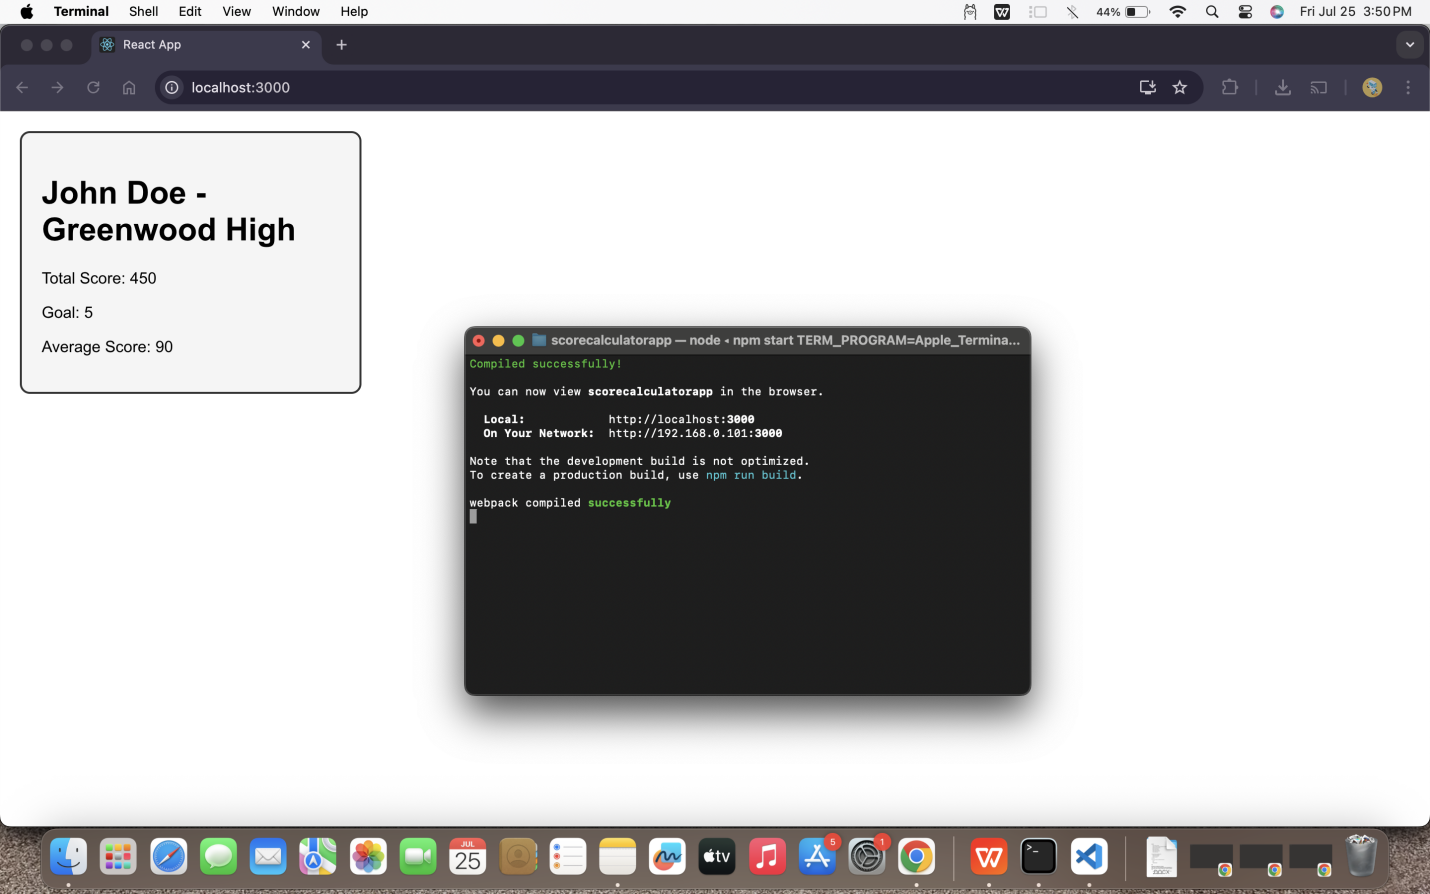 Terminal Shell Edit View Window Help 44% Fri Jul 25 3:50 PM
React App
localhost:3000
John Doe -
Greenwood High
Total Score: 450
Goal: 5
Average Score: 90
scorecalculatorapp — node ◂ npm start TERM_PROGRAM=Apple_Termina...
Compiled successfully!
You can now view scorecalculatorapp in the browser.
Local: http://localhost:3000
On Your Network: http://192.168.0.101:3000
Note that the development build is not optimized.
To create a production build, use npm run build.
webpack compiled successfully
JUL
25
tv
5
1
>_
DOCX